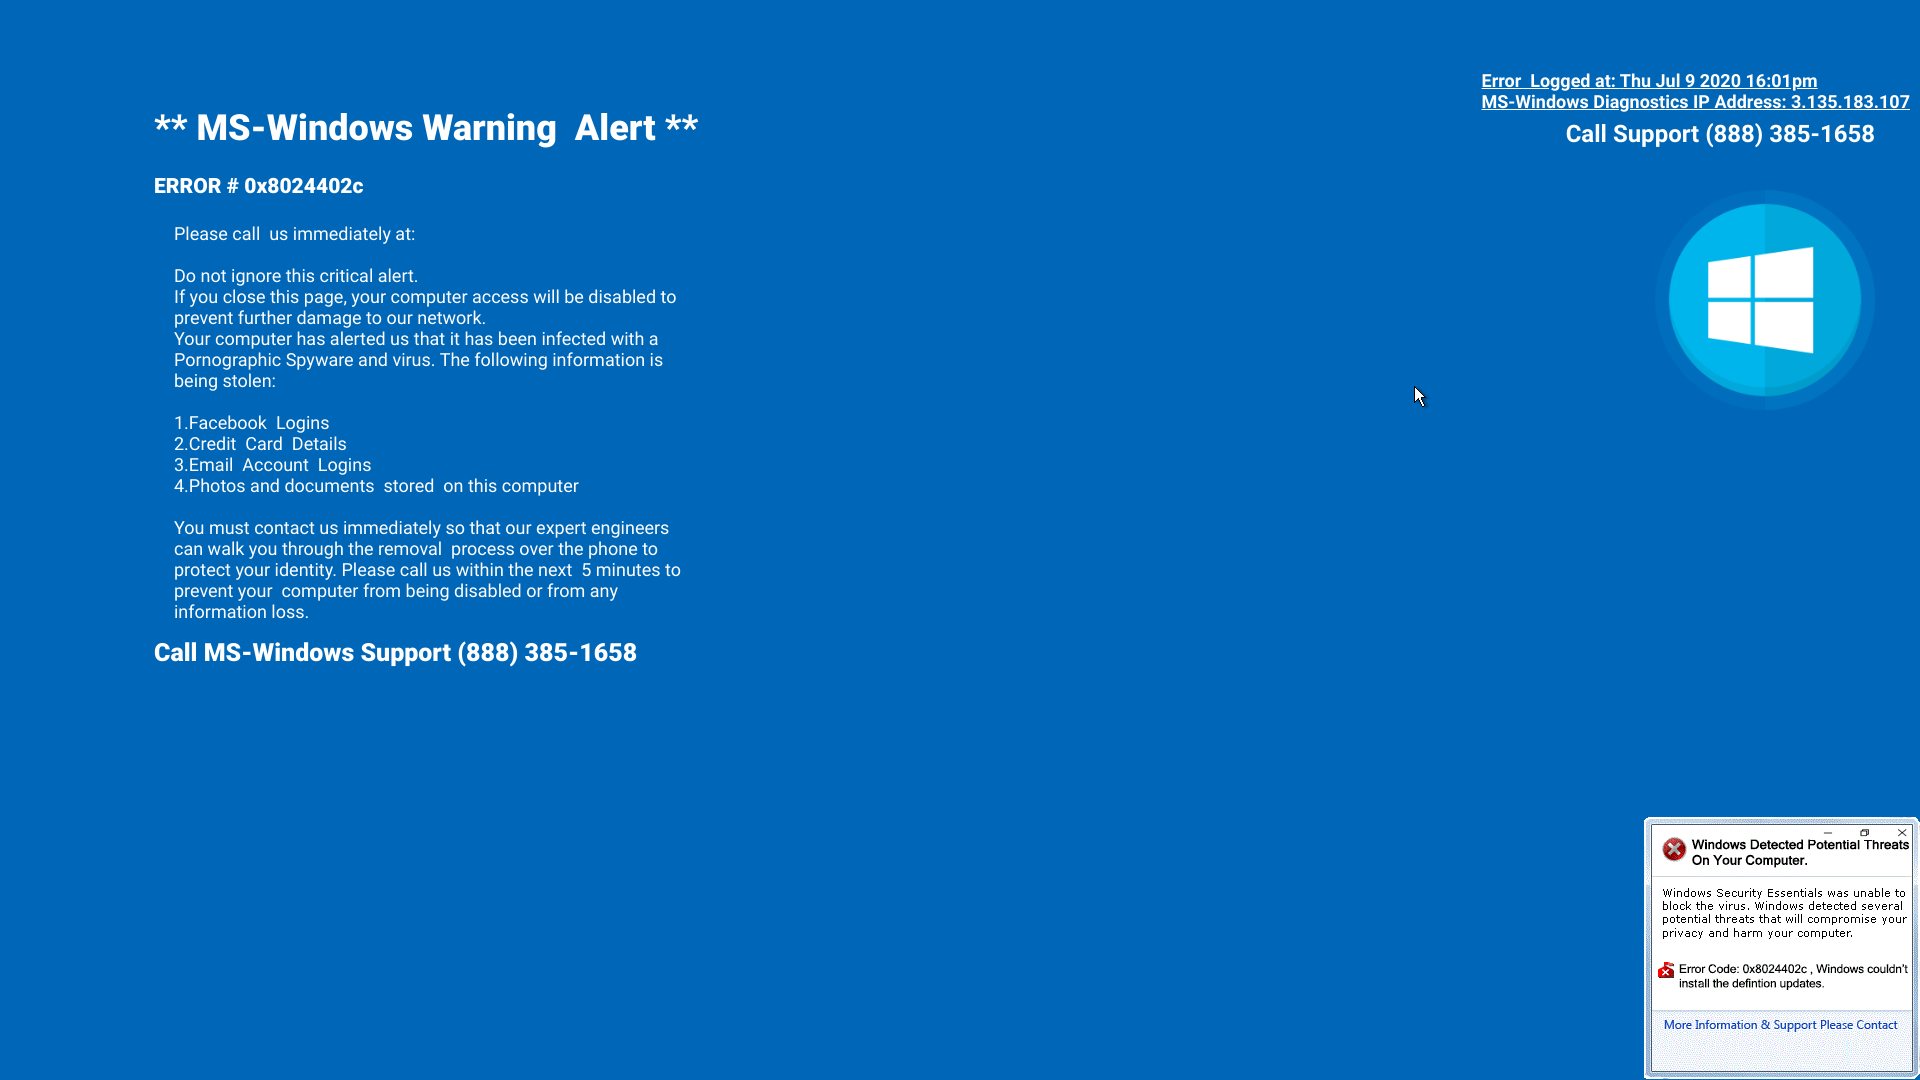 Error  Logged at: Thu Jul 9 2020 16:01pm
MS-Windows Diagnostics IP Address: 3.135.183.107
Call Support (888) 385-1658
** MS-Windows Warning  Alert **
ERROR # 0x8024402c
Please call  us immediately at:
Do not ignore this critical alert.
If you close this page, your computer access will be disabled to
prevent further damage to our network.
Your computer has alerted us that it has been infected with a
Pornographic Spyware and virus. The following information is
being stolen:
1.Facebook  Logins
2.Credit  Card  Details
3.Email  Account  Logins
4.Photos and documents  stored  on this computer
You must contact us immediately so that our expert engineers
can walk you through the removal  process over the phone to
protect your identity. Please call us within the next  5 minutes to
prevent your  computer from being disabled or from any
information loss.
Call MS-Windows Support (888) 385-1658
Windows Detected Potential Threats
On Your Computer.
Windows Security Essentials was unable to
block the virus. Windows detected several
potential threats that will compromise your
privacy and harm your computer.
Error Code: 0x8024402c , Windows couldn't
install the defintion updates.
More Information & Support Please Contact